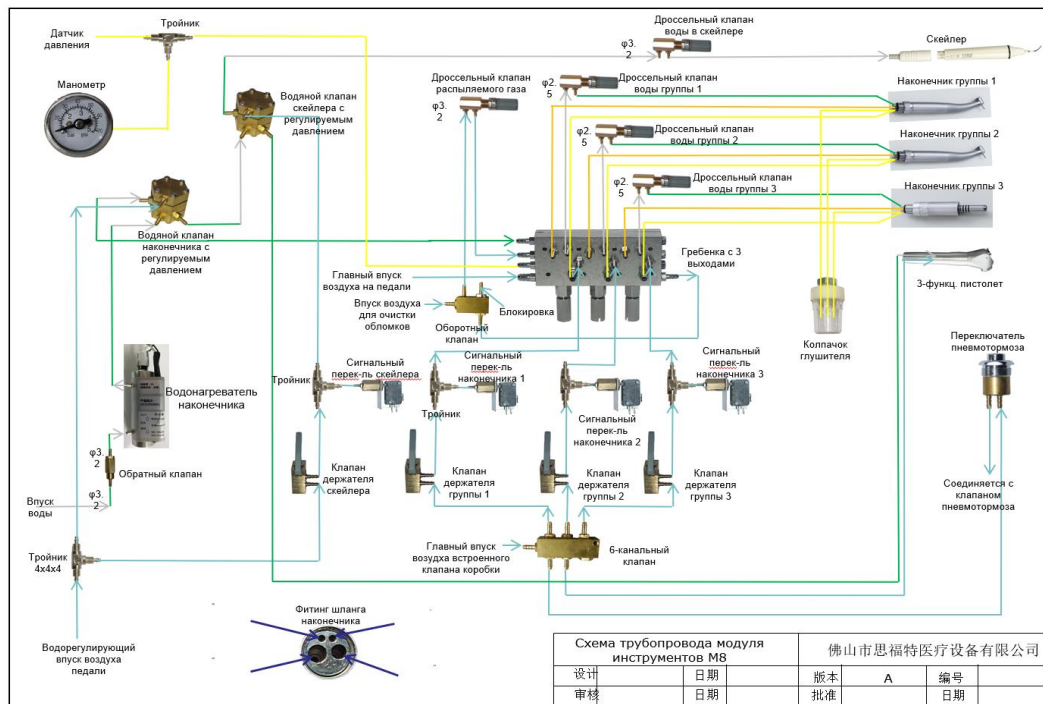 Датчик
давления
Тройник
φ3.
2
Дроссельный клапан
воды в скейлере
Скейлер
Манометр
Водяной клапан
скейлера с
регулируемым
давлением
Дроссельный клапан
распыляемого газа
φ3.
2
φ2.
5
Дроссельный клапан
воды группы 1
Наконечник группы 1
φ2.
5
Дроссельный клапан
воды группы 2
Наконечник группы 2
φ2.
5
Дроссельный клапан
воды группы 3
Наконечник группы 3
Водяной клапан
наконечника с
регулируемым
давлением
Главный впуск
воздуха на педали
Гребенка с 3
выходами
3-функц. пистолет
Впуск воздуха
для очистки
обломков
Оборотный
клапан
Блокировка
Колпачок
глушителя
Переключатель
пневмотормоза
Водонагреватель
наконечника
Тройник
Сигнальный
перек-ль скейлера
Сигнальный
перек-ль
наконечника 1
Тройник
Сигнальный
перек-ль
наконечника 2
Сигнальный
перек-ль
наконечника 3
φ3.
2
Обратный клапан
φ3.
2
Впуск
воды
Клапан
держателя
скейлера
Клапан
держателя
группы 1
Клапан
держателя
группы 2
Клапан
держателя
группы 3
Соединяется с
клапаном
пневмотормоза
Тройник
4x4x4
Главный впуск
возудха встроенного
клапана коробки
6-канальный
клапан
Водорегулирующий
впуск воздуха
педали
Фитинг шланга
наконечника
Схема трубопровода модуля
инструментов M8
佛山市思福特医疗设备有限公司
设计 日期 版本 A 编号
审核 日期 批准 日期